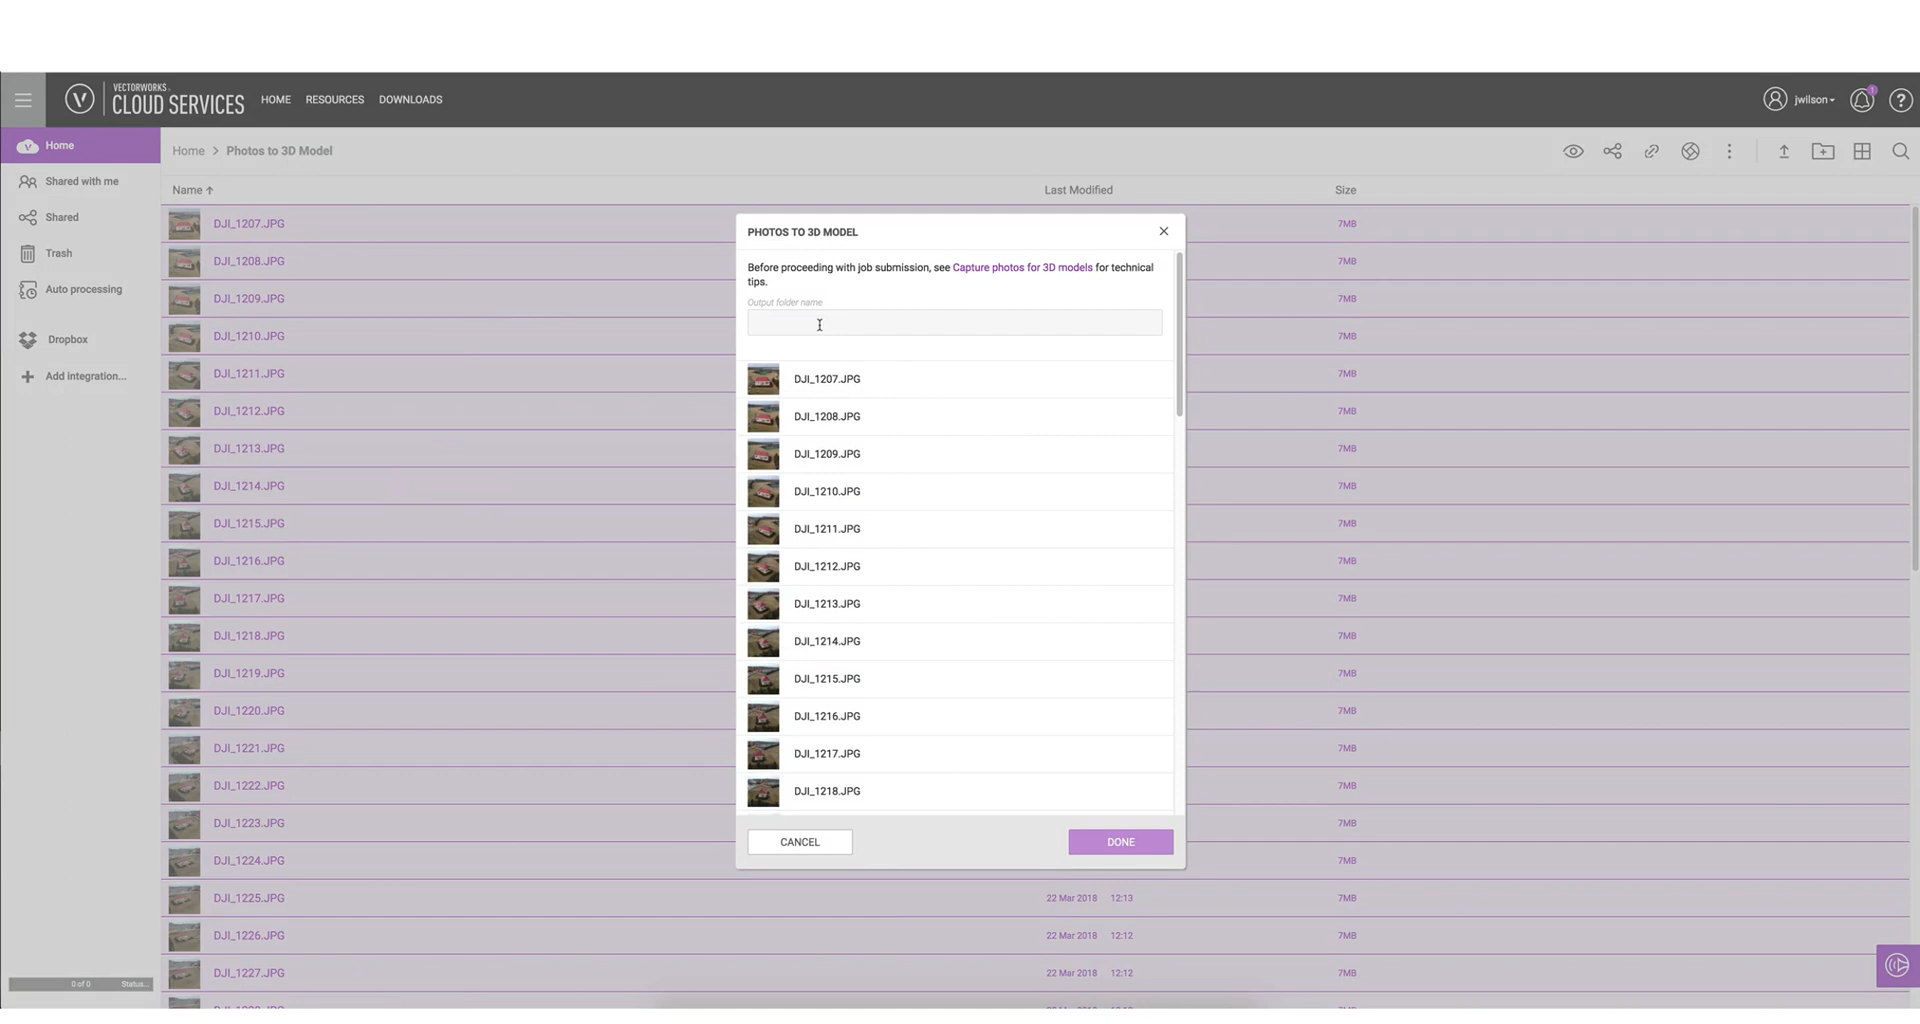 VECTORWORKS
CLOUD SERVICES
HOME RESOURCES DOWNLOADS
jwilson
1
Home
Home > Photos to 3D Model
Shared with me
Shared
Trash
Auto processing
Dropbox
Add integration...
Name Last Modified Size
DJI_1207.JPG 7MB
DJI_1208.JPG 7MB
DJI_1209.JPG 7MB
DJI_1210.JPG 7MB
DJI_1211.JPG 7MB
DJI_1212.JPG 7MB
DJI_1213.JPG 7MB
DJI_1214.JPG 7MB
DJI_1215.JPG 7MB
DJI_1216.JPG 7MB
DJI_1217.JPG 7MB
DJI_1218.JPG 7MB
DJI_1219.JPG 7MB
DJI_1220.JPG 7MB
DJI_1221.JPG 7MB
DJI_1222.JPG 7MB
DJI_1223.JPG 7MB
DJI_1224.JPG 7MB
DJI_1225.JPG 22 Mar 2018 12:13 7MB
DJI_1226.JPG 22 Mar 2018 12:12 7MB
DJI_1227.JPG 22 Mar 2018 12:12 7MB
0 of 0 Status...
PHOTOS TO 3D MODEL
Before proceeding with job submission, see Capture photos for 3D models for technical
tips.
Output folder name
DJI_1207.JPG
DJI_1208.JPG
DJI_1209.JPG
DJI_1210.JPG
DJI_1211.JPG
DJI_1212.JPG
DJI_1213.JPG
DJI_1214.JPG
DJI_1215.JPG
DJI_1216.JPG
DJI_1217.JPG
DJI_1218.JPG
CANCEL DONE